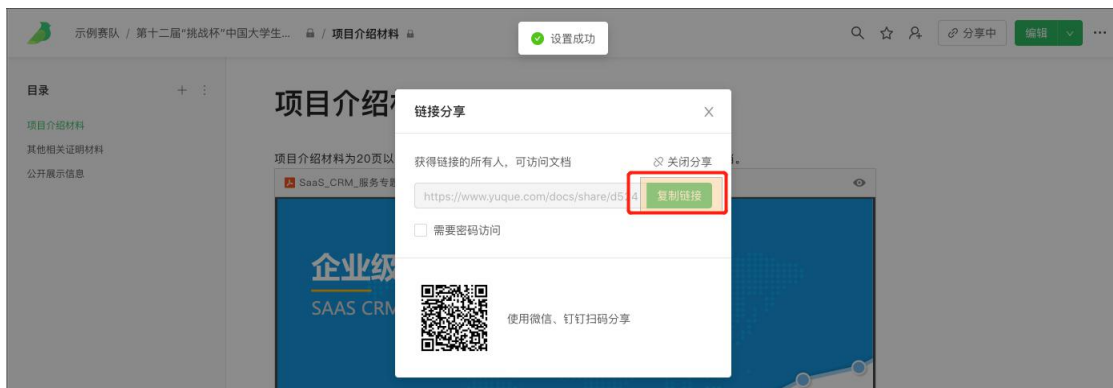 示例赛队 / 第十二届“挑战杯”中国大学生... / 项目介绍材料
设置成功
分享中
编辑
目录
项目介绍材料
其他相关证明材料
公开展示信息
项目介绍
项目介绍材料为20页以
SaaS_CRM_服务专
企业级
SAAS CRM
链接分享
获得链接的所有人，可访问文档
关闭分享
https://www.yuque.com/docs/share/d524
复制链接
需要密码访问
使用微信、钉钉扫码分享